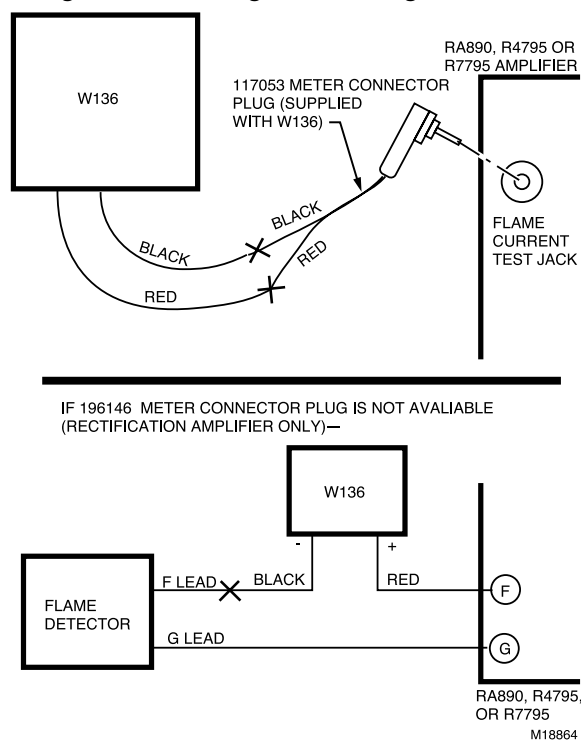 RA890, R4795 OR
R7795 AMPLIFIER
W136
117053 METER CONNECTOR
PLUG (SUPPLIED
WITH W136)
BLACK
RED
BLACK
RED
FLAME
CURRENT
TEST JACK
IF 196146 METER CONNECTOR PLUG IS NOT AVALIABLE
(RECTIFICATION AMPLIFIER ONLY)—
W136
- +
F LEAD BLACK RED F
FLAME
DETECTOR
G LEAD G
RA890, R4795,
OR R7795
M18864